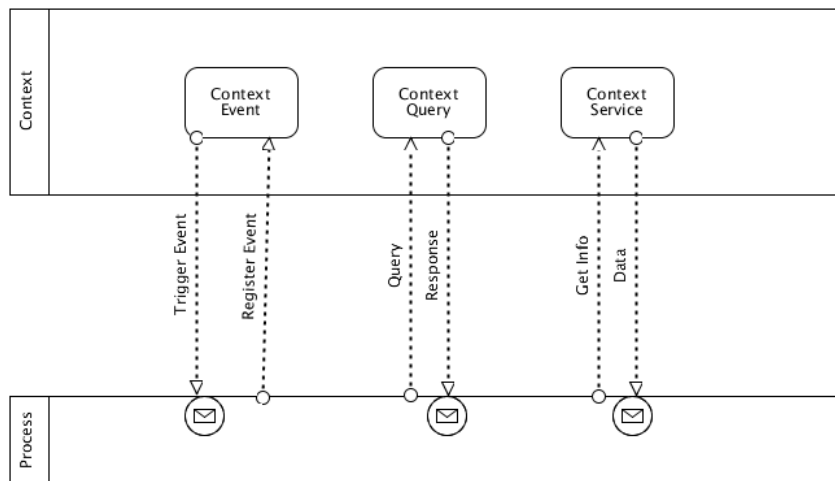 Context
Context
Event
Context
Query
Context
Service
Trigger Event
Register Event
Query
Response
Get Info
Data
Process